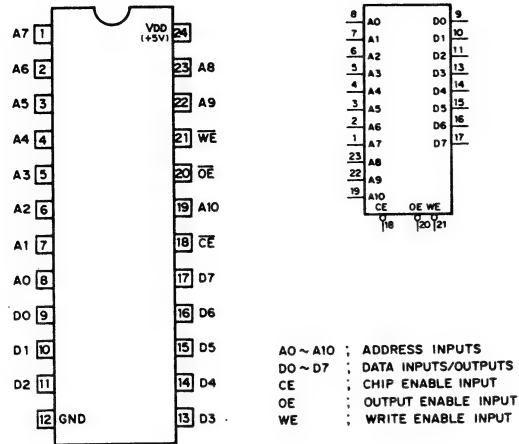 A7 1 VDD (+5V) 24
A6 2 23 A8
A5 3 22 A9
A4 4 21 WE
A3 5 20 OE
A2 6 19 A10
A1 7 18 CE
A0 8 17 D7
D0 9 16 D6
D1 10 15 D5
D2 11 14 D4
12 GND 13 D3
8 A0 D0 9
7 A1 D1 10
6 A2 D2 11
5 A3 D3 13
4 A4 D4 14
3 A5 D5 15
2 A6 D6 16
1 A7 D7 17
23 A8
22 A9
19 A10
CE OE WE
18 20 21
A0 ~ A10 ; ADDRESS INPUTS
D0 ~ D7 ; DATA INPUTS/OUTPUTS
CE ; CHIP ENABLE INPUT
OE ; OUTPUT ENABLE INPUT
WE ; WRITE ENABLE INPUT